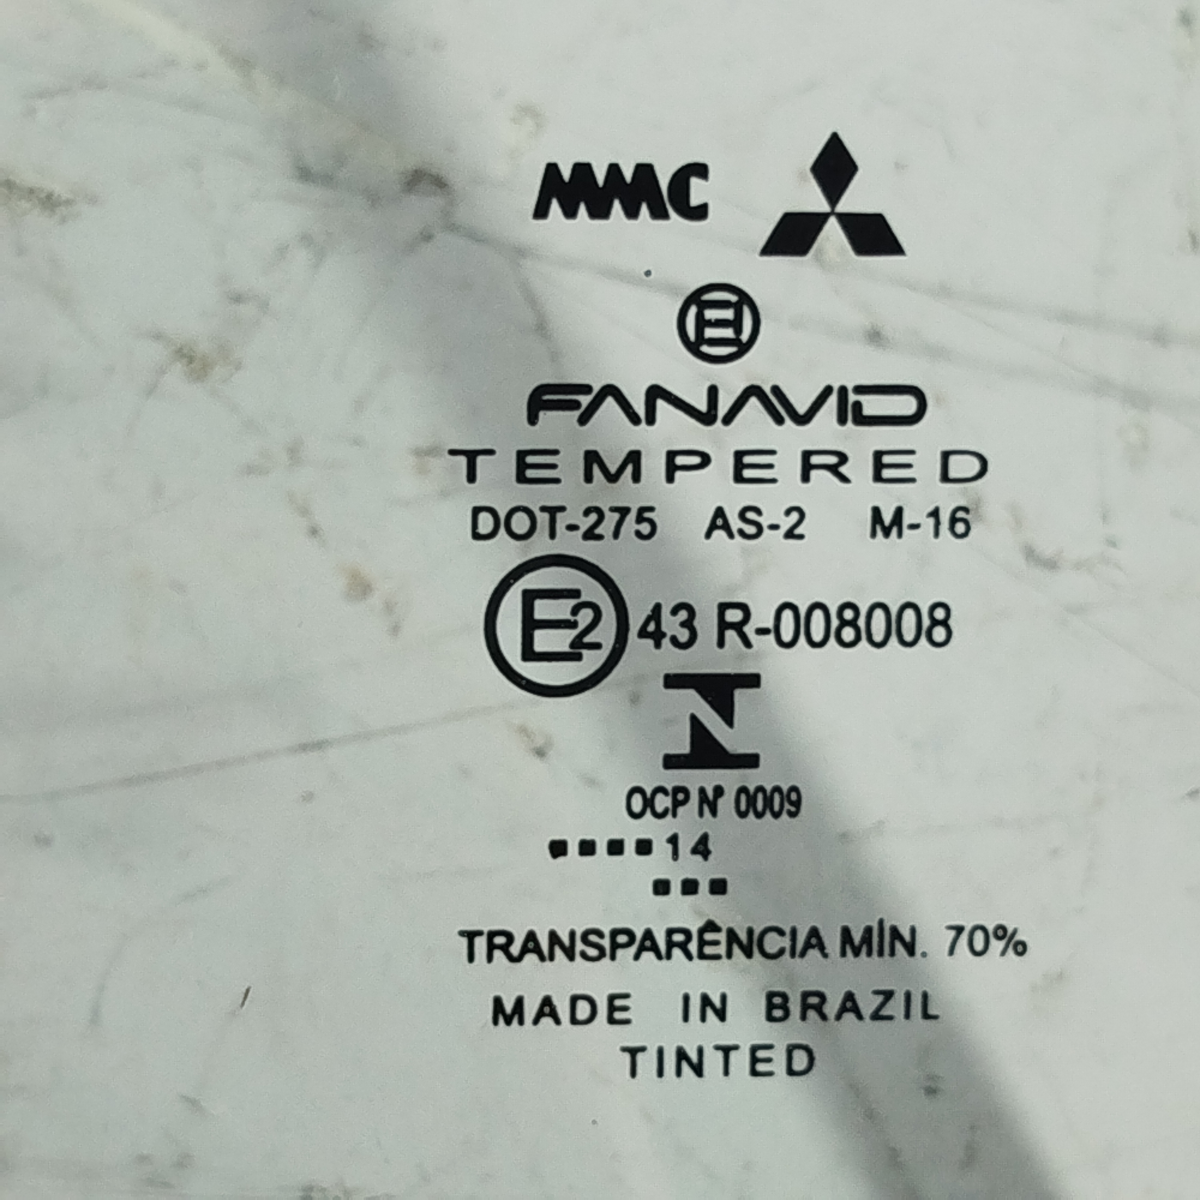 MMC
FANAVID
TEMPERED
DOT-275 AS-2 M-16
E2 43 R-008008
OCP Nº 0009
14
TRANSPARÊNCIA MÍN. 70%
MADE IN BRAZIL
TINTED